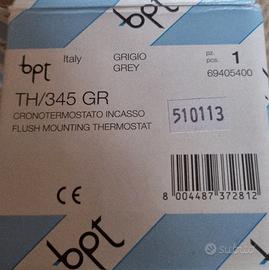 bpt
Italy
GRIGIO
GREY
pz.
pcs.
1
69405400
TH/345 GR
510113
CRONOTERMOSTATO INCASSO
FLUSH MOUNTING THERMOSTAT
CE
8 004487 372812
bpt
subito